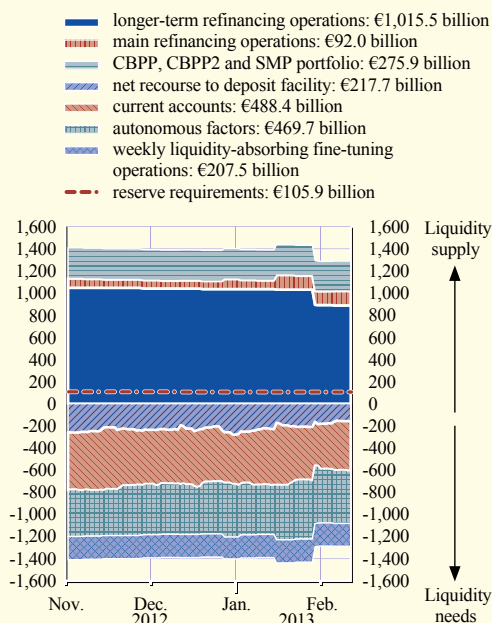 longer-term refinancing operations: €1,015.5 billion
main refinancing operations: €92.0 billion
CBPP, CBPP2 and SMP portfolio: €275.9 billion
net recourse to deposit facility: €217.7 billion
current accounts: €488.4 billion
autonomous factors: €469.7 billion
weekly liquidity-absorbing fine-tuning
operations: €207.5 billion
reserve requirements: €105.9 billion
1,600 1,600 Liquidity
1,400 1,400 supply
1,200 1,200
1,000 1,000
800 800
600 600
400 400
200 200
0 0
-200 -200
-400 -400
-600 -600
-800 -800
-1,000 -1,000
-1,200 -1,200
-1,400 -1,400
-1,600 -1,600
Nov. Dec. Jan. Feb. Liquidity
2012 2013 needs